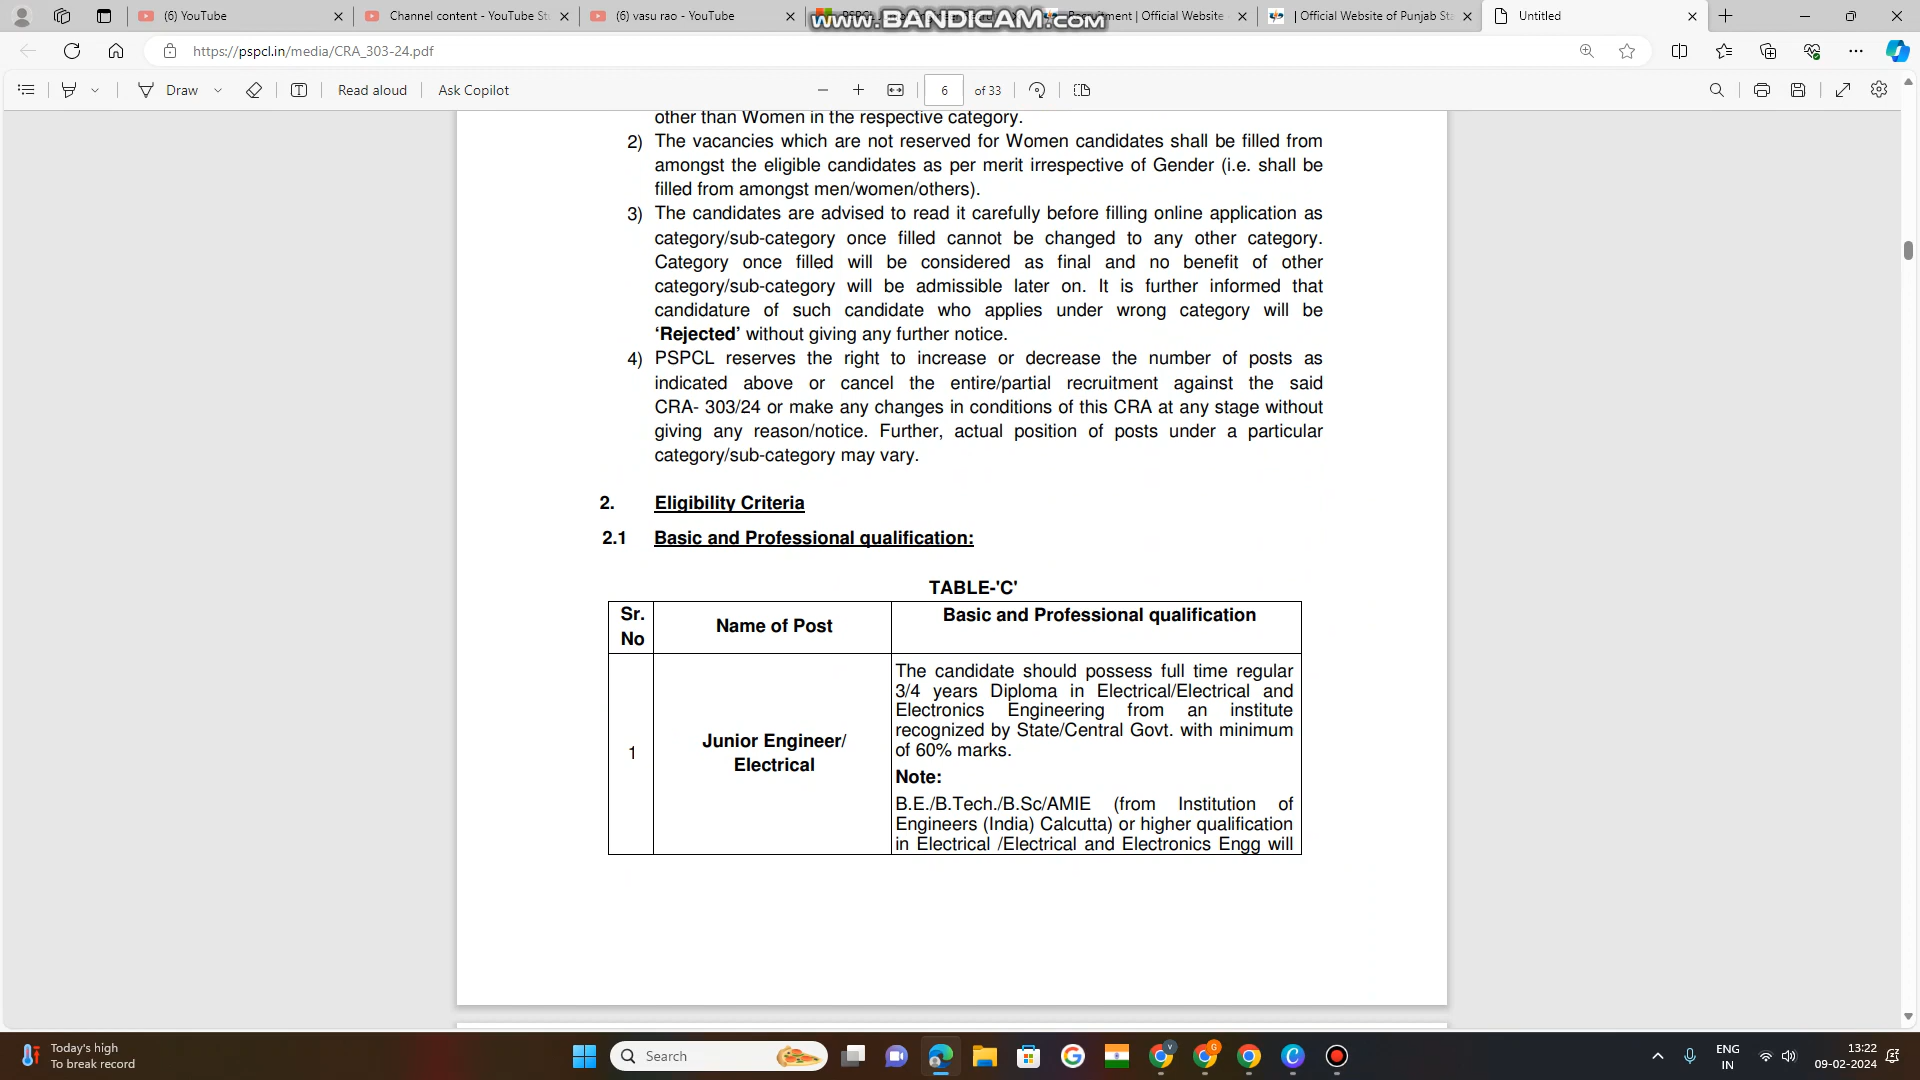 (6) YouTube
Channel content - YouTube St
(6) vasu rao - YouTube
Recruitment | Official Website
| Official Website of Punjab Sta
Untitled
www.BANDICAM.com
https://pspcl.in/media/CRA_303-24.pdf
Draw
Read aloud
Ask Copilot
6
of 33
other than Women in the respective category.
2) The vacancies which are not reserved for Women candidates shall be filled from
amongst the eligible candidates as per merit irrespective of Gender (i.e. shall be
filled from amongst men/women/others).
3) The candidates are advised to read it carefully before filling online application as
category/sub-category once filled cannot be changed to any other category.
Category once filled will be considered as final and no benefit of other
category/sub-category will be admissible later on. It is further informed that
candidature of such candidate who applies under wrong category will be
‘Rejected’ without giving any further notice.
4) PSPCL reserves the right to increase or decrease the number of posts as
indicated above or cancel the entire/partial recruitment against the said
CRA- 303/24 or make any changes in conditions of this CRA at any stage without
giving any reason/notice. Further, actual position of posts under a particular
category/sub-category may vary.
2. Eligibility Criteria
2.1 Basic and Professional qualification:
TABLE-'C'
Sr.
No
Name of Post
Basic and Professional qualification
1
Junior Engineer/
Electrical
The candidate should possess full time regular
3/4 years Diploma in Electrical/Electrical and
Electronics Engineering from an institute
recognized by State/Central Govt. with minimum
of 60% marks.
Note:
B.E./B.Tech./B.Sc/AMIE (from Institution of
Engineers (India) Calcutta) or higher qualification
in Electrical /Electrical and Electronics Engg will
Today's high
To break record
Search
ENG
IN
13:22
09-02-2024